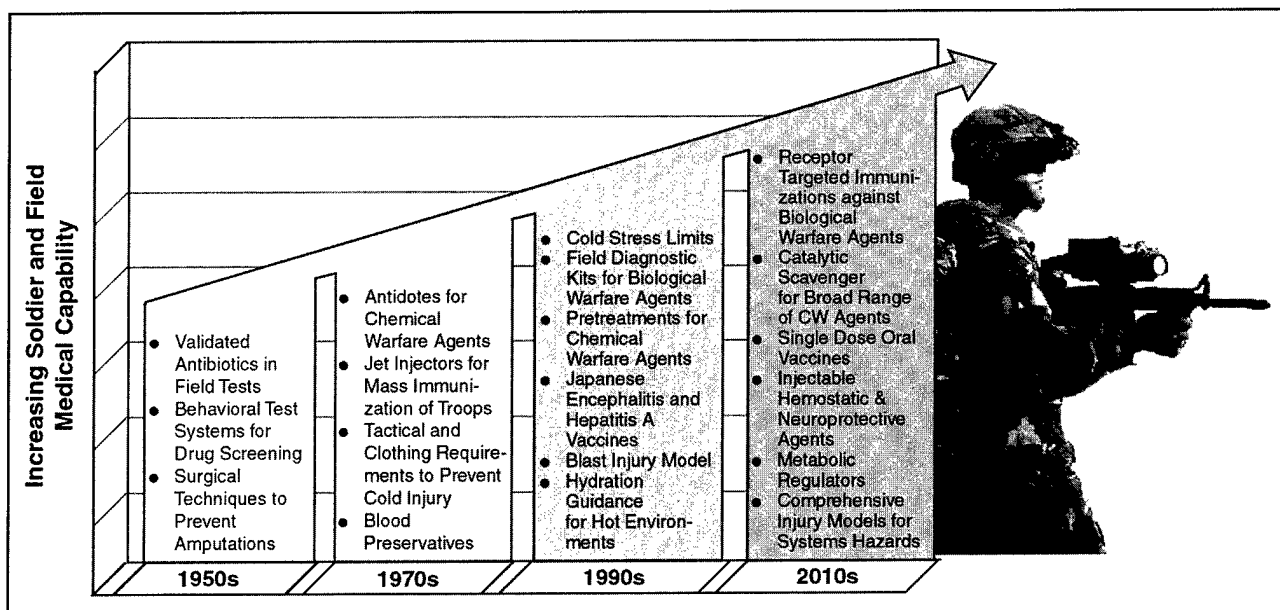 Increasing Soldier and Field
Medical Capability
• Validated
Antibiotics in
Field Tests
• Behavioral Test
Systems for
Drug Screening
• Surgical
Techniques to
Prevent
Amputations
1950s
• Antidotes for
Chemical
Warfare Agents
• Jet Injectors for
Mass Immuni-
zation of Troops
• Tactical and
Clothing Require-
ments to Prevent
Cold Injury
• Blood
Preservatives
1970s
• Cold Stress Limits
• Field Diagnostic
Kits for Biological
Warfare Agents
• Pretreatments for
Chemical
Warfare Agents
• Japanese
Encephalitis and
Hepatitis A
Vaccines
• Blast Injury Model
• Hydration
Guidance
for Hot Environ-
ments
1990s
• Receptor
Targeted Immuni-
zations against
Biological
Warfare Agents
• Catalytic
Scavenger
for Broad Range
of CW Agents
• Single Dose Oral
Vaccines
• Injectable
Hemostatic &
Neuroprotective
Agents
• Metabolic
Regulators
• Comprehensive
Injury Models for
Systems Hazards
2010s